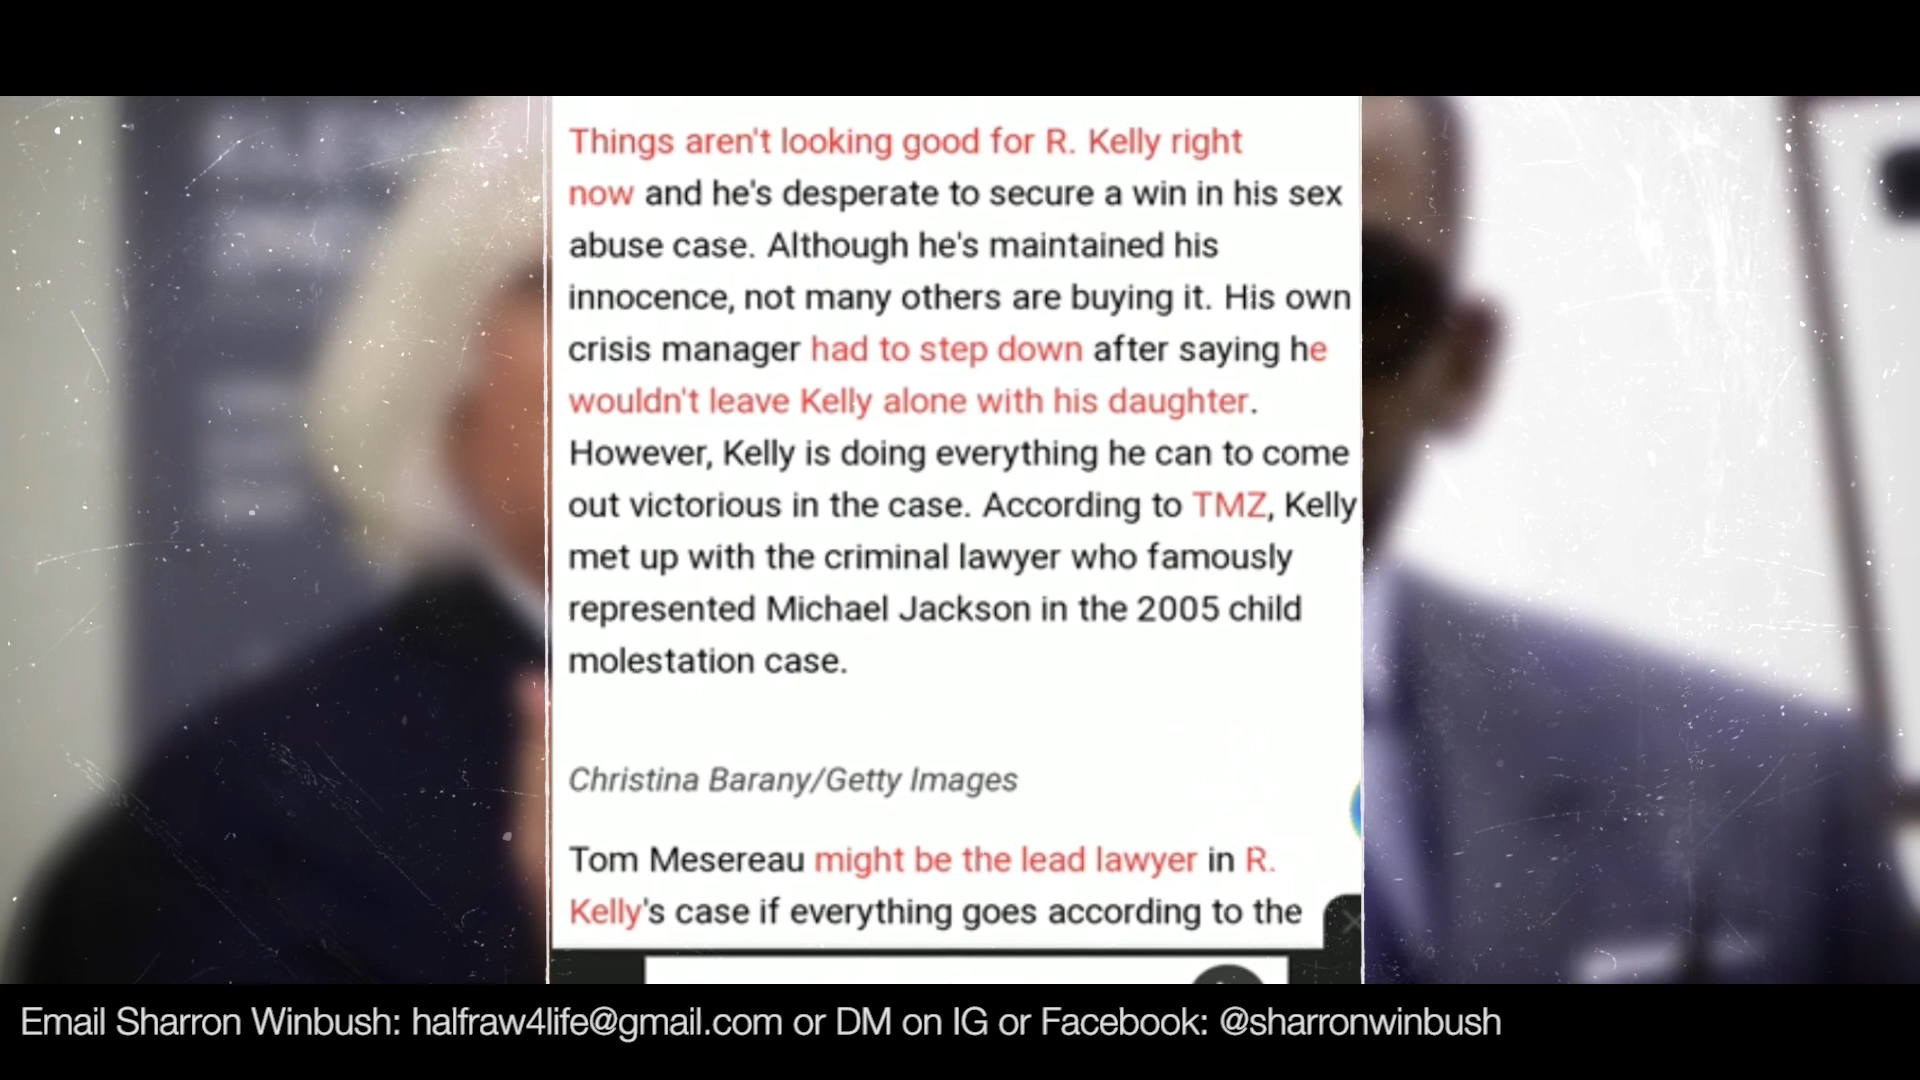 Things aren't looking good for R. Kelly right
now and he's desperate to secure a win in his sex
abuse case. Although he's maintained his
innocence, not many others are buying it. His own
crisis manager had to step down after saying he
wouldn't leave Kelly alone with his daughter.
However, Kelly is doing everything he can to come
out victorious in the case. According to TMZ, Kelly
met up with the criminal lawyer who famously
represented Michael Jackson in the 2005 child
molestation case.
Christina Barany/Getty Images
Tom Mesereau might be the lead lawyer in R.
Kelly's case if everything goes according to the
Email Sharron Winbush: halfraw4life@gmail.com or DM on IG or Facebook: @sharronwinbush